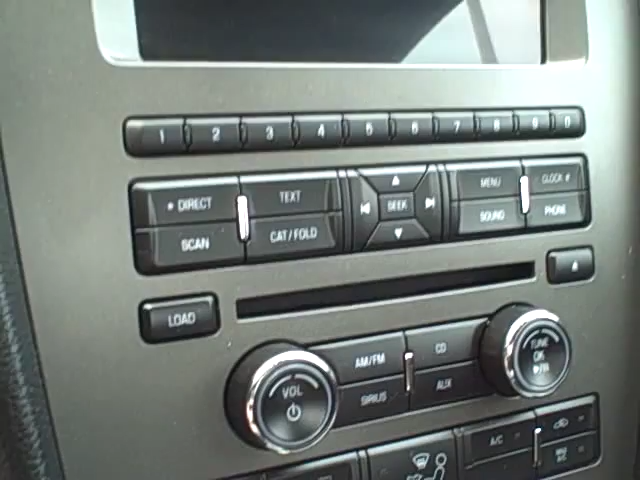 1 2 3 4 5 6 7 8 9 0
* DIRECT TEXT MENU CLOCK #
SEEK
SCAN CAT/FOLD SOUND PHONE
LOAD
AM/FM CD TUNE
OK
VOL SIRIUS AUX
A/C